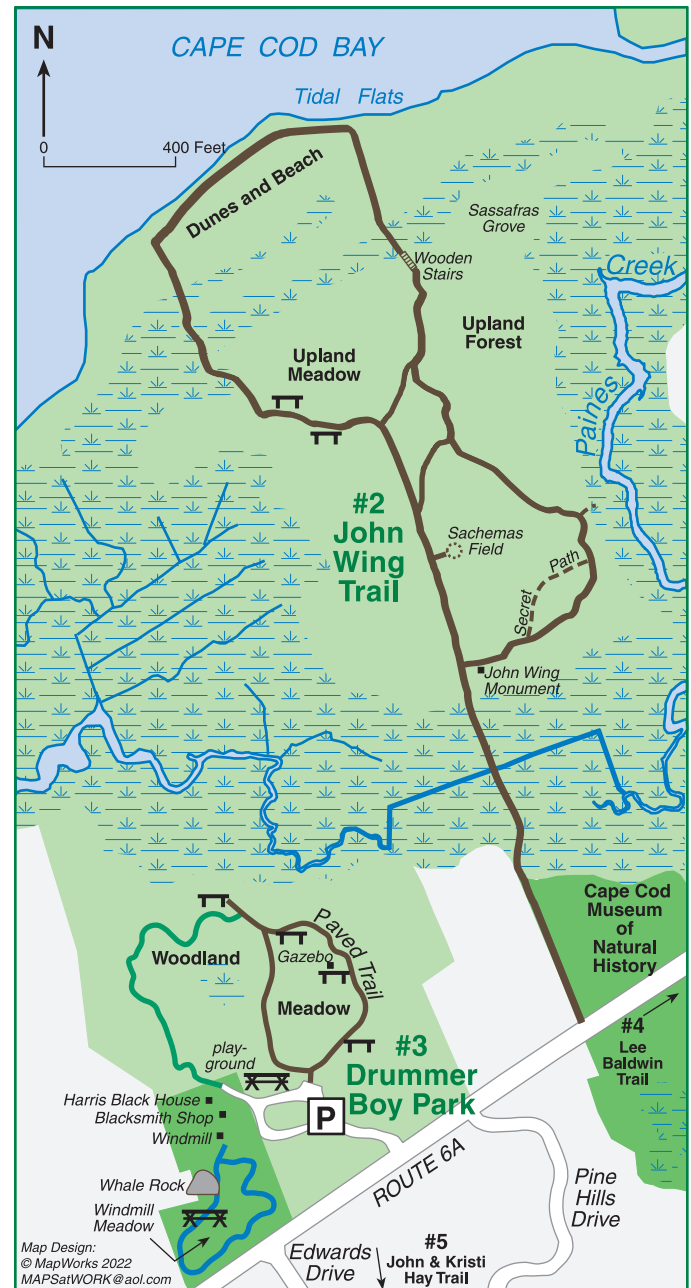 N
CAPE COD BAY
Tidal Flats
0
400 Feet
Dunes and Beach
Sassafras
Grove
Wooden
Stairs
Creek
Paines
Upland
Forest
Upland
Meadow
#2
John
Wing
Trail
Sachemas
Field
Secret
Path
John Wing
Monument
Cape Cod
Museum
of
Natural
History
Woodland
Paved Trail
Gazebo
Meadow
#4
Lee
Baldwin
Trail
play-
ground
#3
Drummer
Boy Park
P
Harris Black House
Blacksmith Shop
Windmill
ROUTE 6A
Whale Rock
Windmill
Meadow
Pine
Hills
Drive
Edwards
Drive
#5
John & Kristi
Hay Trail
Map Design:
© MapWorks 2022
MAPSatWORK@aol.com